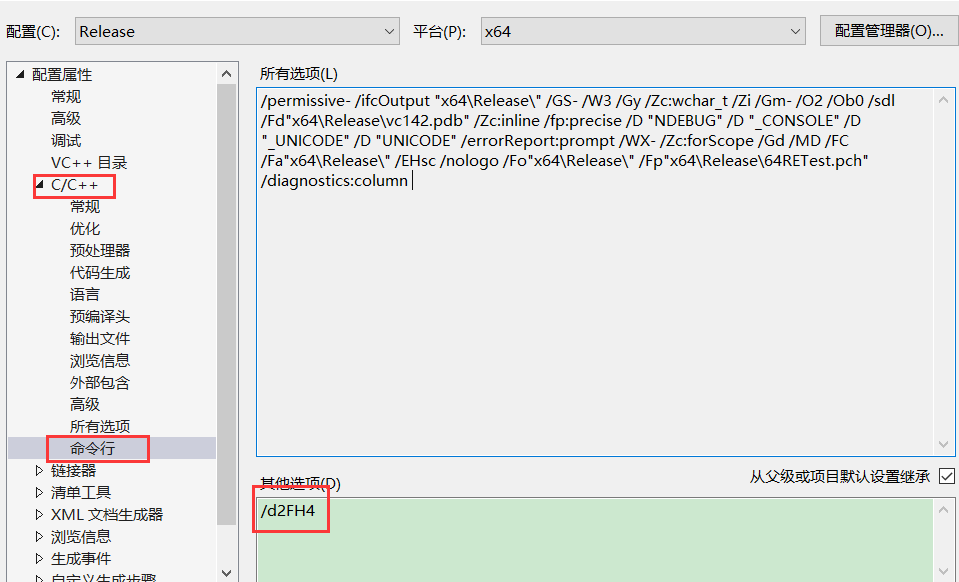 配置(C): Release 平台(P): x64 配置管理器(O)...
配置属性
常规
高级
调试
VC++ 目录
C/C++
常规
优化
预处理器
代码生成
语言
预编译头
输出文件
浏览信息
外部包含
高级
所有选项
命令行
链接器
清单工具
XML 文档生成器
浏览信息
生成事件
自定义生成步骤
所有选项(L)
/permissive- /ifcOutput "x64\Release\" /GS- /W3 /Gy /Zc:wchar_t /Zi /Gm- /O2 /Ob0 /sdl
/Fd"x64\Release\vc142.pdb" /Zc:inline /fp:precise /D "NDEBUG" /D "_CONSOLE" /D
"_UNICODE" /D "UNICODE" /errorReport:prompt /WX- /Zc:forScope /Gd /MD /FC
/Fa"x64\Release\" /EHsc /nologo /Fo"x64\Release\" /Fp"x64\Release\64RETest.pch"
/diagnostics:column
其他选项(D) 从父级或项目默认设置继承
/d2FH4